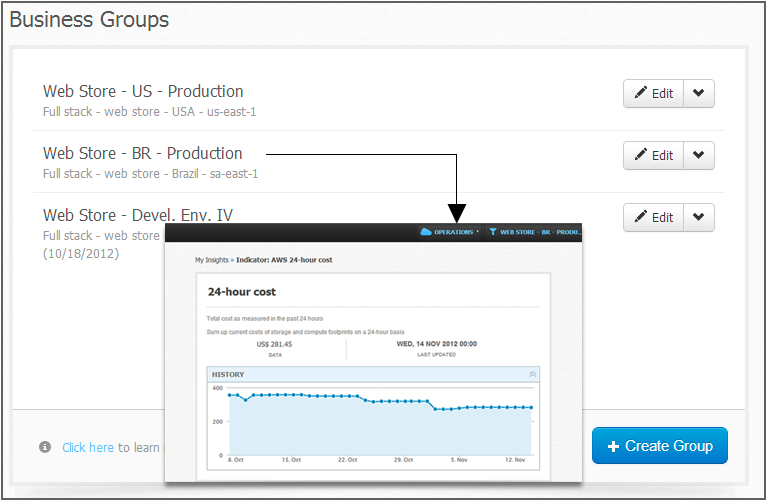 Business Groups
Web Store - US - Production
Full stack - web store - USA - us-east-1
Edit
Web Store - BR - Production
Full stack - web store - Brazil - sa-east-1
Edit
Web Store - Devel. Env. IV
Full stack - web store
(10/18/2012)
Edit
OPERATIONS
WEB STORE - BR - PRODU...
My Insights » Indicator: AWS 24-hour cost
24-hour cost
Total cost as measured in the past 24 hours
Sum up current costs of storage and compute footprints on a 24-hour basis
US$ 281.45
DATA
WED, 14 NOV 2012 00:00
LAST UPDATED
HISTORY
400
200
0
8. Oct
15. Oct
22. Oct
29. Oct
5. Nov
12. Nov
Click here to learn
+ Create Group